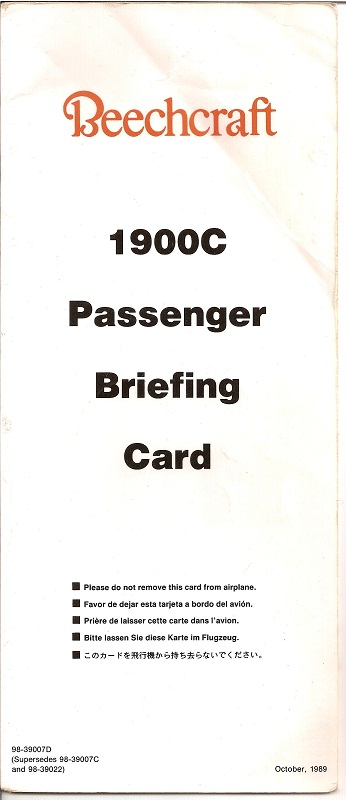 Beechcraft
1900C
Passenger
Briefing
Card
■ Please do not remove this card from airplane.
■ Favor de dejar esta tarjeta a bordo del avión.
■ Prière de laisser cette carte dans l'avion.
■ Bitte lassen Sie diese Karte im Flugzeug.
■ このカードを飛行機から持ち去らないでください。
98-39007D
(Supersedes 98-39007C
and 98-39022)
October, 1989